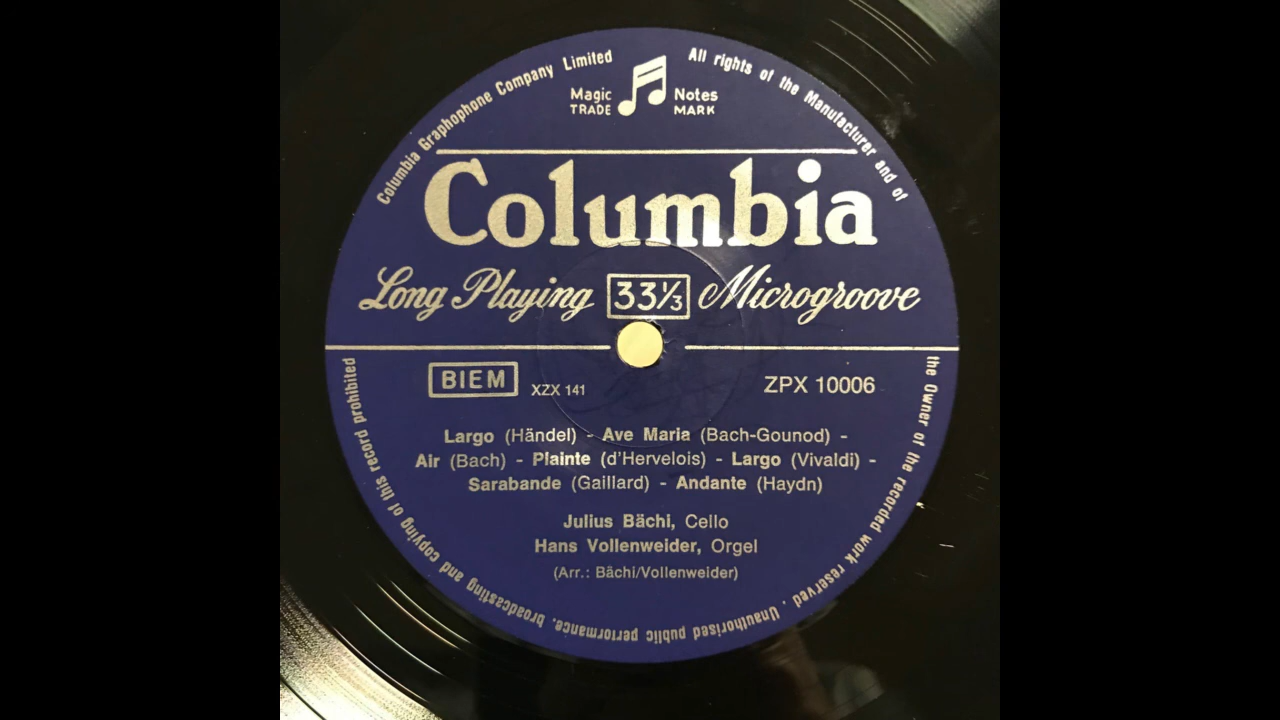 Columbia Graphophone Company Limited
All rights of the Manufacturer and of
the Owner of the recorded work reserved . Unauthorised public performance, broadcasting and copying of this record prohibited
Magic Notes
TRADE MARK
Columbia
Long Playing 33⅓ Microgroove
BIEM XZX 141 ZPX 10006
Largo (Händel) - Ave Maria (Bach-Gounod) -
Air (Bach) - Plainte (d'Hervelois) - Largo (Vivaldi) -
Sarabande (Gaillard) - Andante (Haydn)
Julius Bächi, Cello
Hans Vollenweider, Orgel
(Arr.: Bächi/Vollenweider)